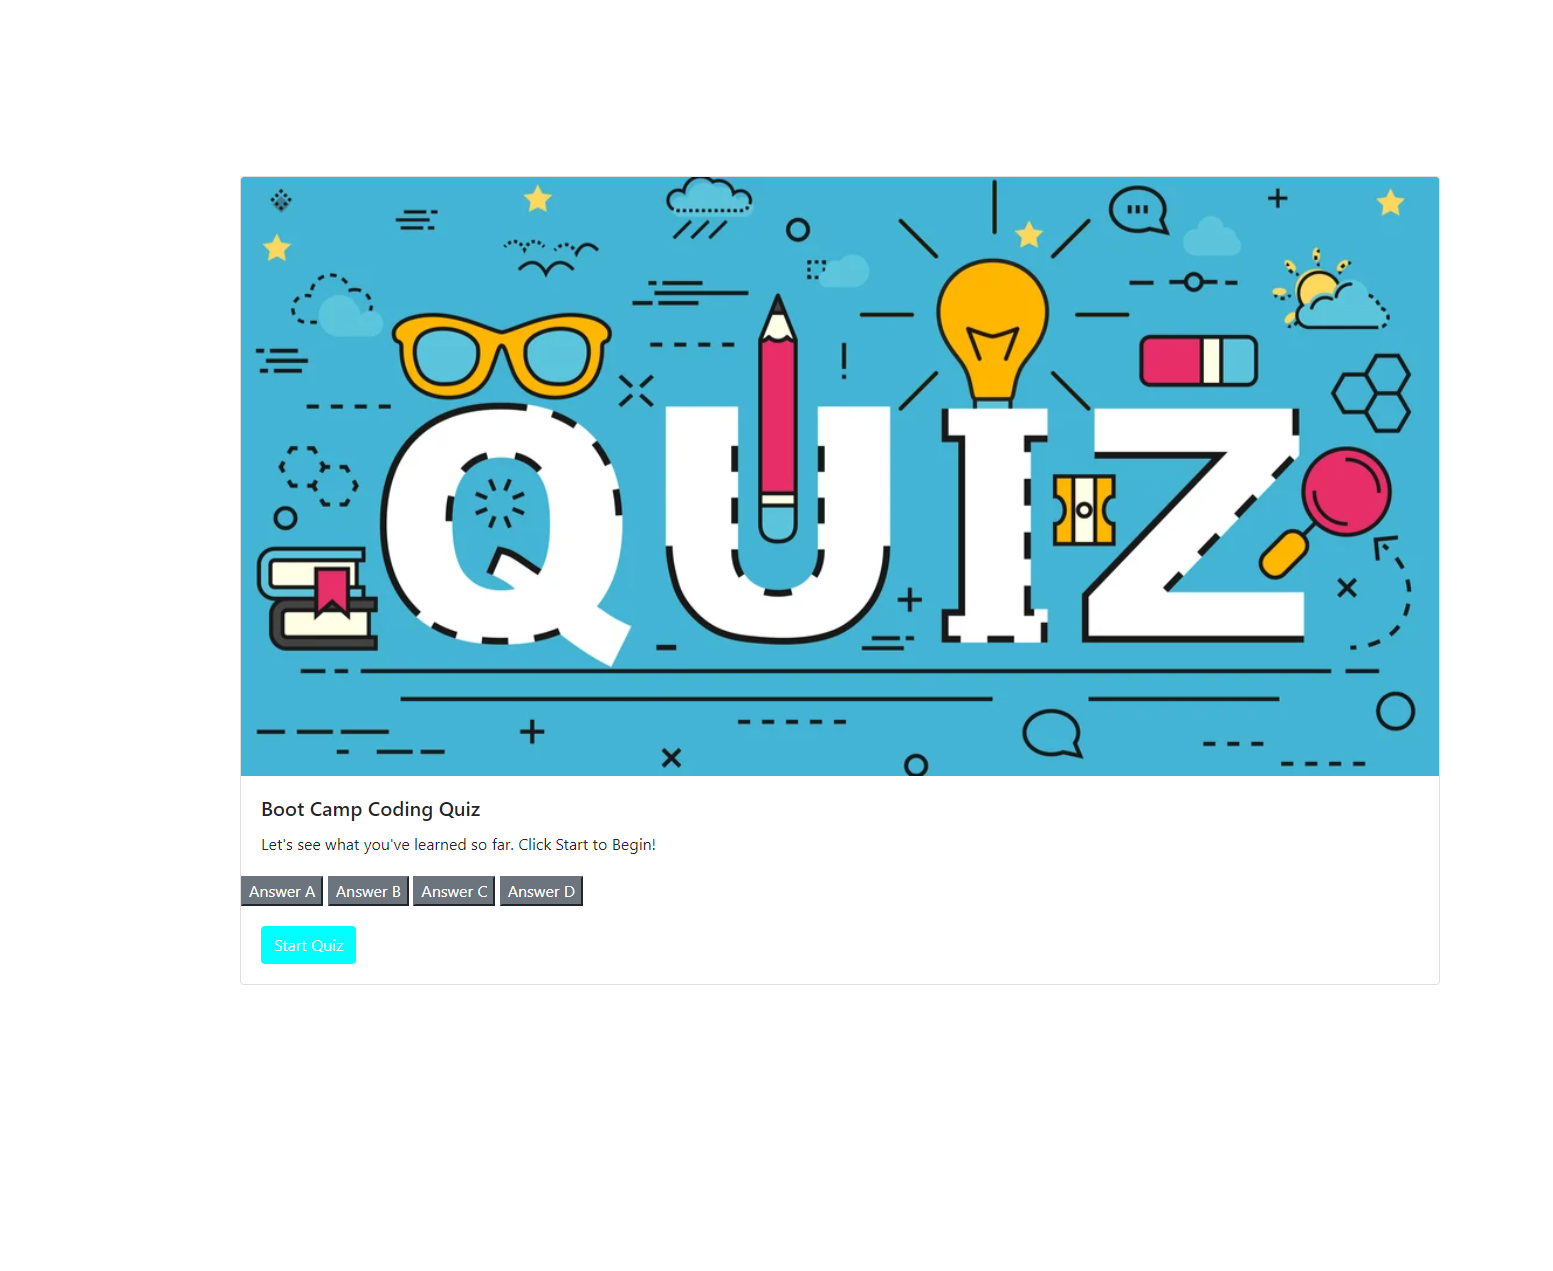 QUIZ
Boot Camp Coding Quiz
Let's see what you've learned so far. Click Start to Begin!
Answer A Answer B Answer C Answer D
Start Quiz